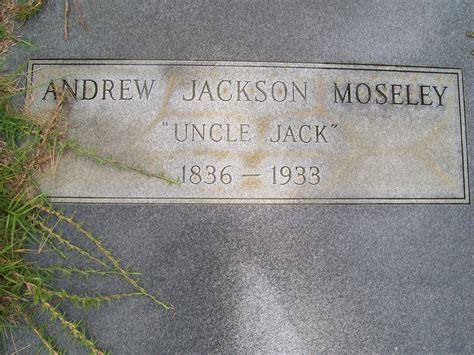 ANDREW JACKSON MOSELEY
"UNCLE JACK"
1836 – 1933